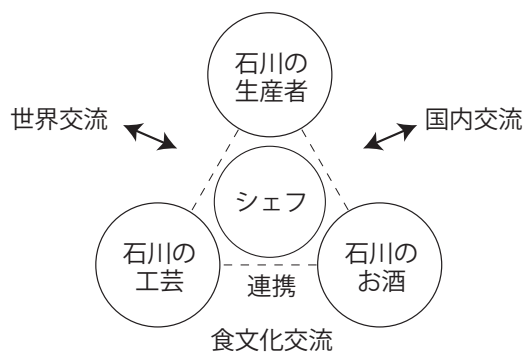 石川の
生産者
世界交流
国内交流
シェフ
石川の
工芸
石川の
お酒
連携
食文化交流